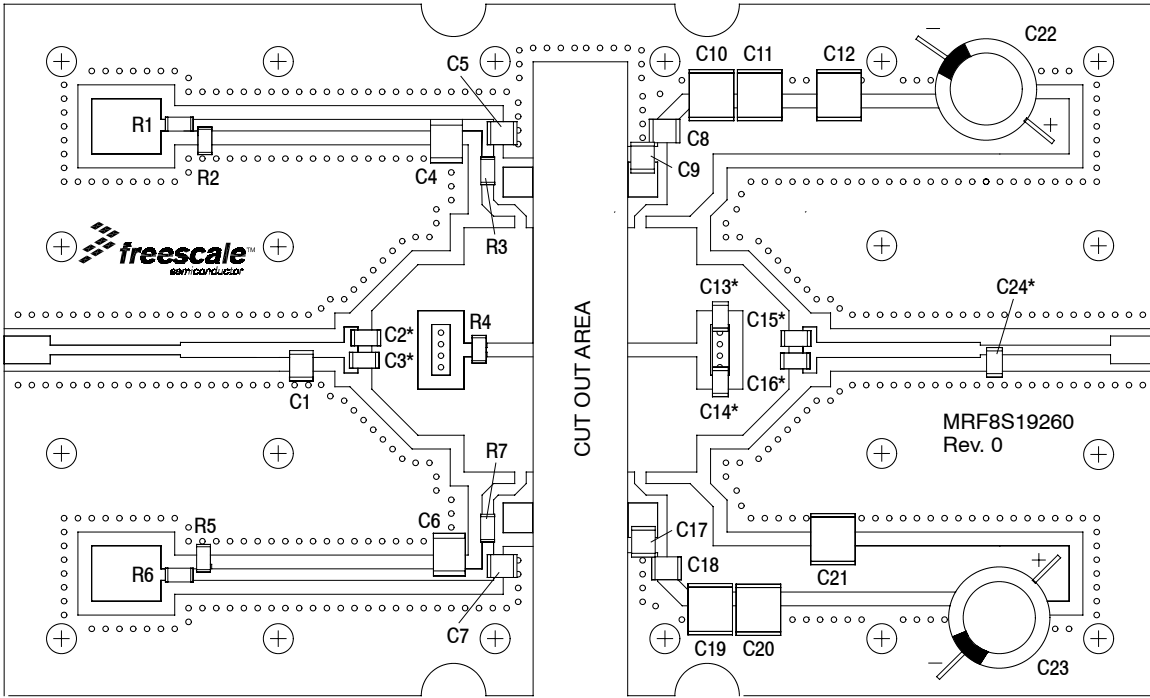 C22
C10
C11
C12
C5
R1
C8
R2
C4
C9
R3
freescale™
semiconductor
C24*
C13*
C2*
R4
C15*
C3*
C16*
C1
C14*
CUT OUT AREA
MRF8S19260
Rev. 0
R7
R5
C6
C17
R6
C18
C21
C7
C19
C20
C23